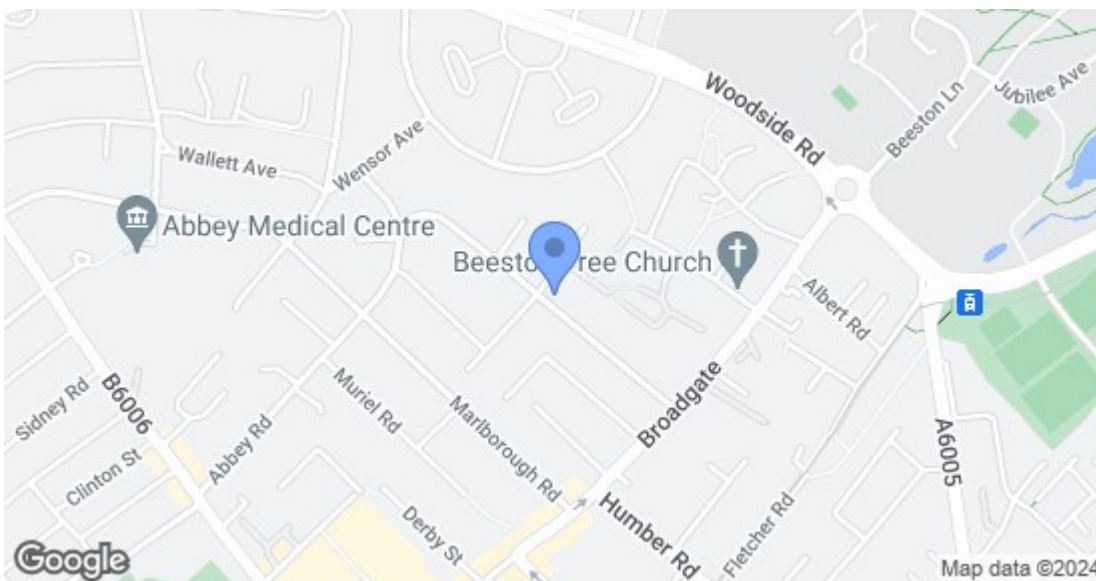 Woodside Rd
Beeston Ln
Jubilee Ave
Wallett Ave
Wensor Ave
Abbey Medical Centre
Free Church
Albert Rd
Sidney Rd
B6006
Muriel Rd
Marlborough Rd
Broadgate
A6005
Clinton St
Abbey Rd
Derby St
Humber Rd
Fletcher Rd
Google
Map data ©2024